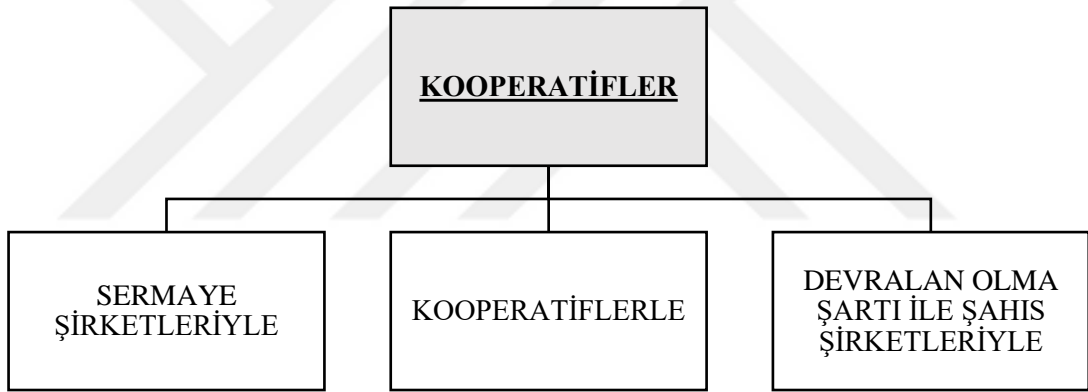 KOOPERATİFLER
SERMAYE
ŞİRKETLERİYLE
KOOPERATİFLERLE
DEVRALAN OLMA
ŞARTI İLE ŞAHIS
ŞİRKETLERİYLE